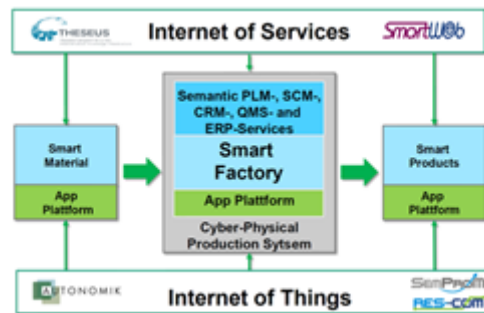 THESEUS
Internet of Services
SmartWeb
Semantic PLM-, SCM-,
CRM-, QMS- and
ERP-Services
Smart
Material
App
Plattform
Smart
Factory
App Plattform
Cyber-Physical
Production Sytsem
Smart
Products
App
Plattform
AUTONOMIK
Internet of Things
SemProM
RES-COM